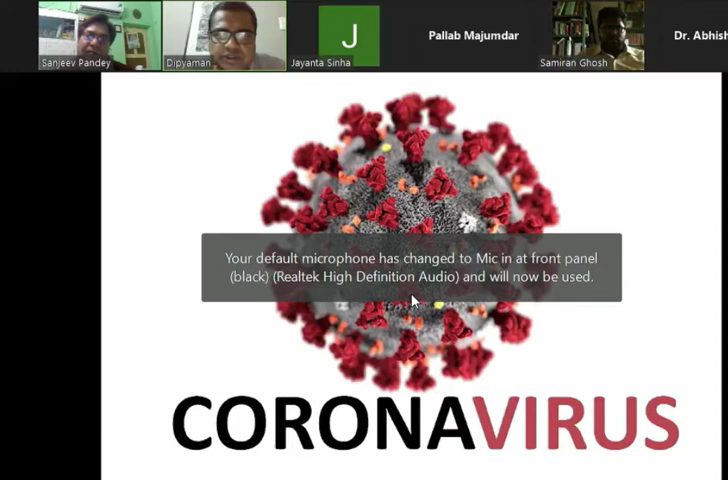 Sanjeev Pandey
Dipyaman
J
Jayanta Sinha
Pallab Majumdar
Samiran Ghosh
Dr. Abhish
Your default microphone has changed to Mic in at front panel
(black) (Realtek High Definition Audio) and will now be used.
CORONAVIRUS